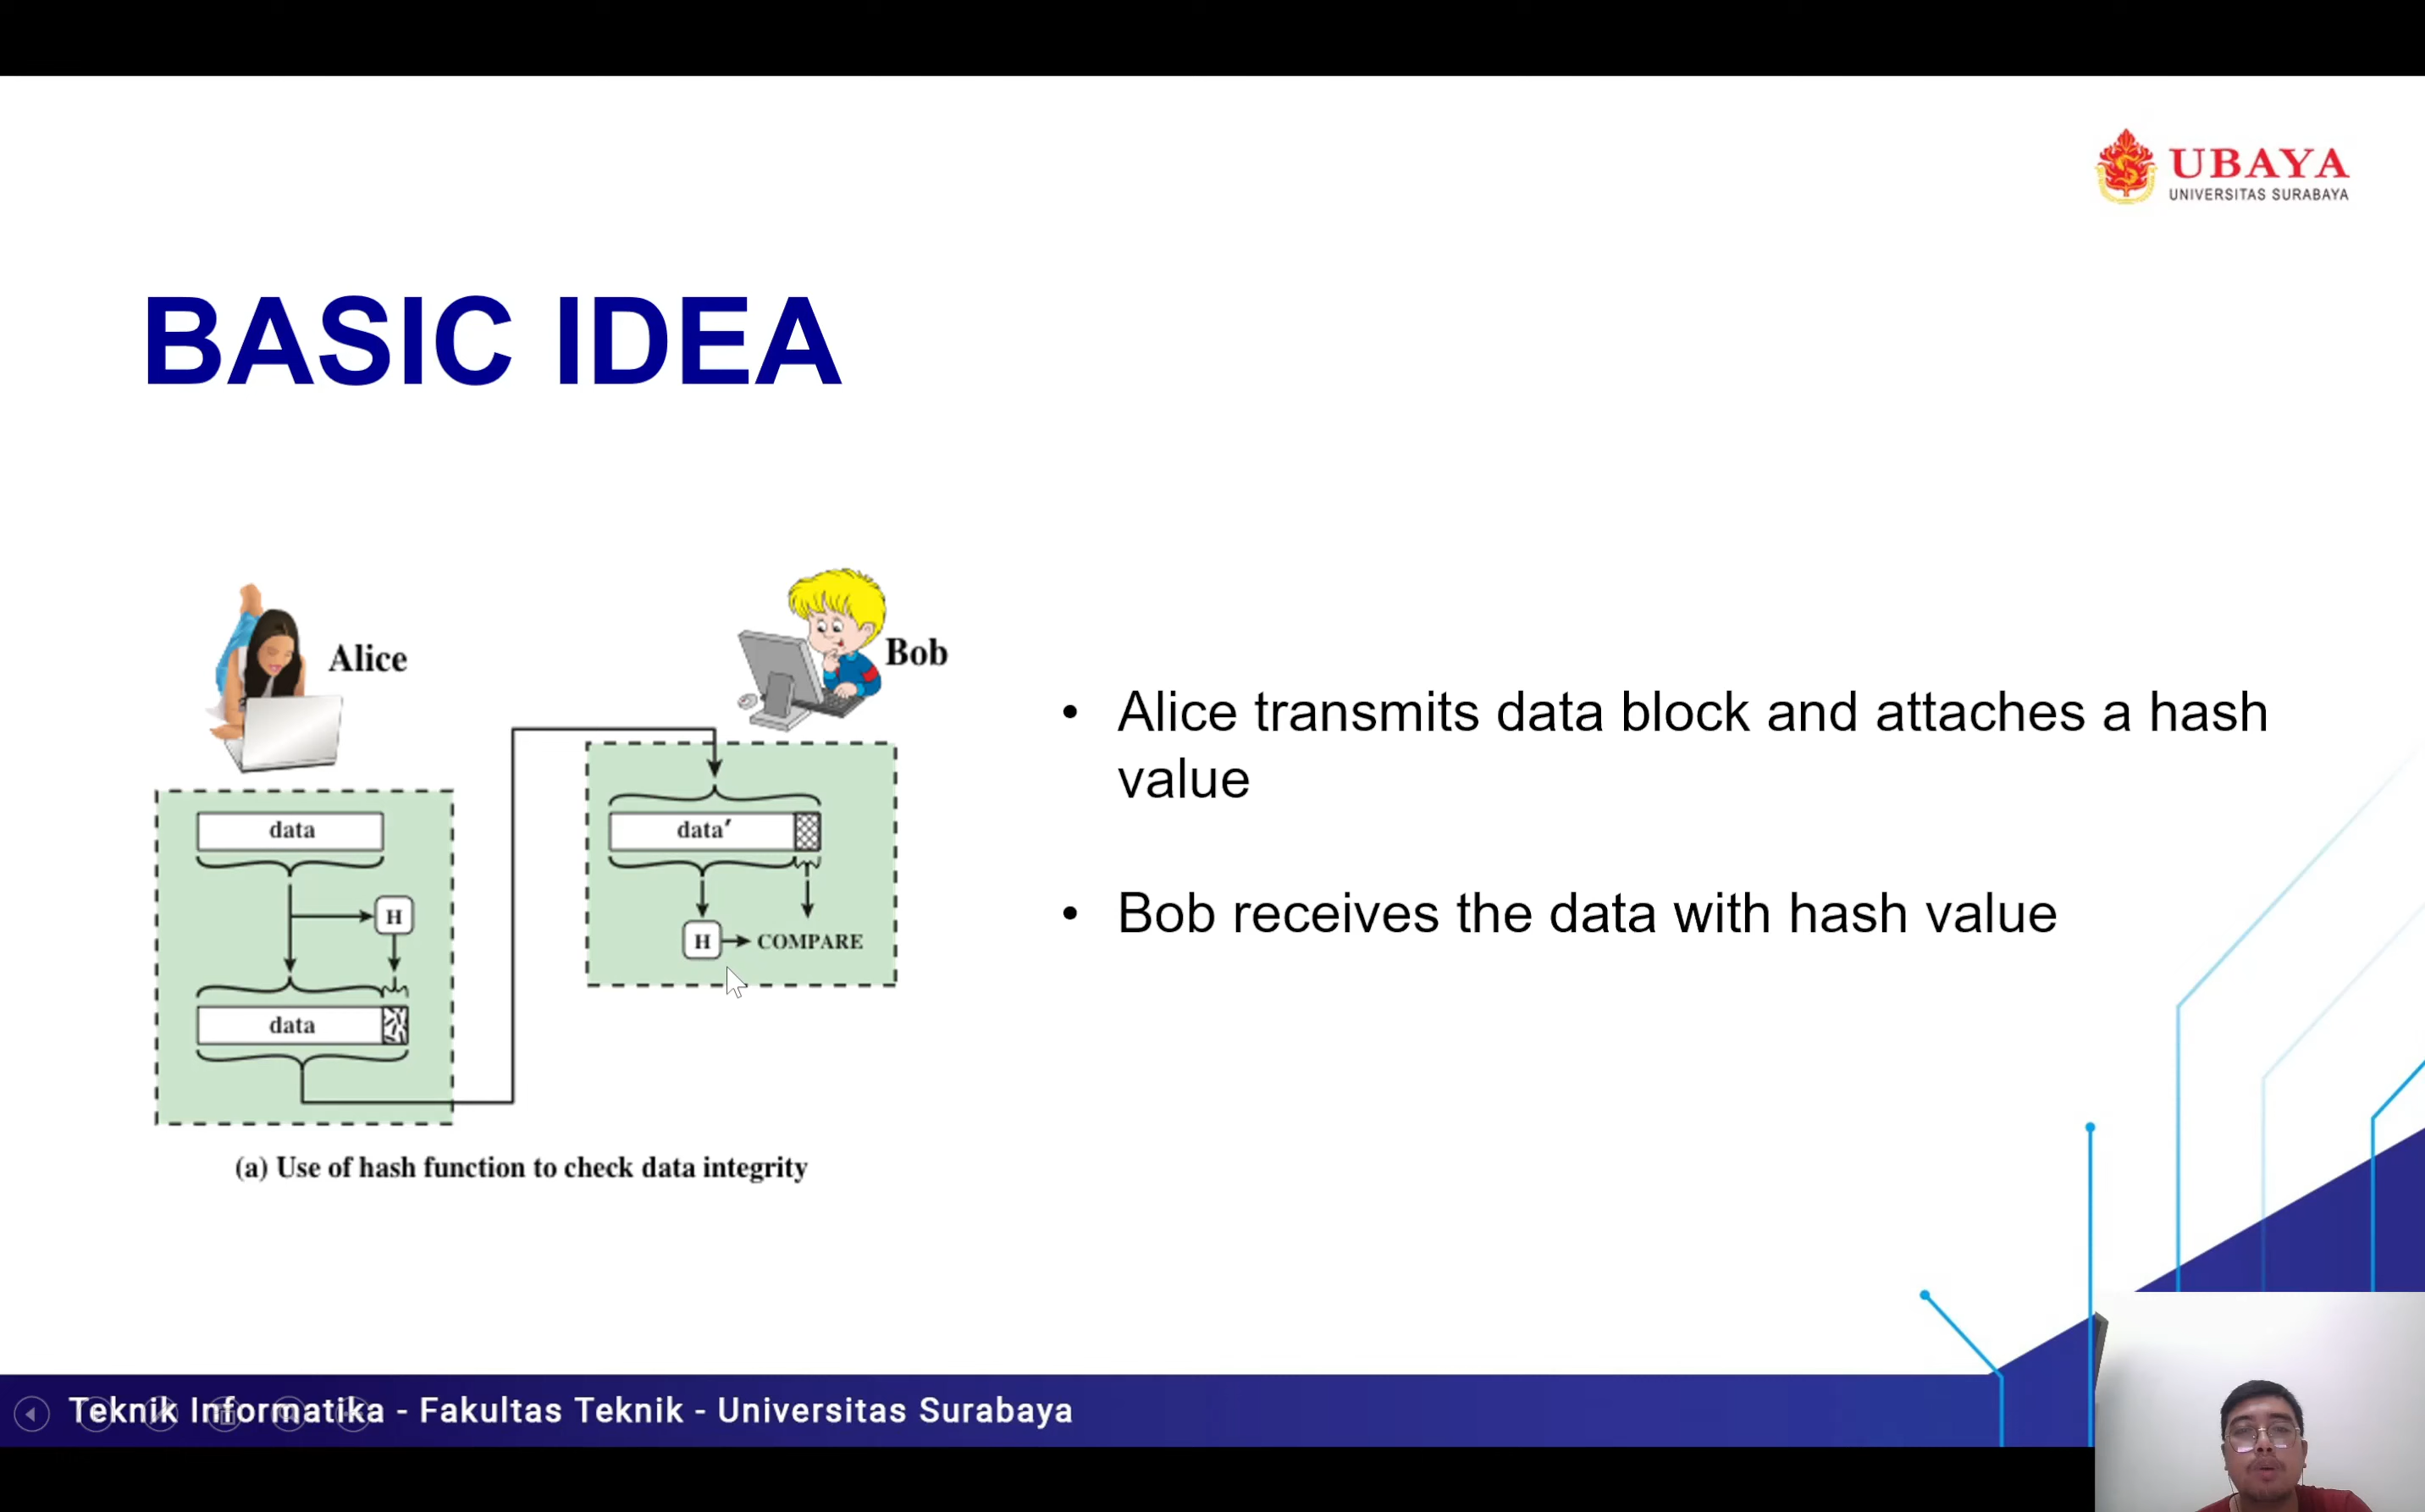 UBAYA
UNIVERSITAS SURABAYA
BASIC IDEA
Alice
Bob
data
H
data
data′
H
COMPARE
(a) Use of hash function to check data integrity
• Alice transmits data block and attaches a hash
value
• Bob receives the data with hash value
Teknik Informatika - Fakultas Teknik - Universitas Surabaya